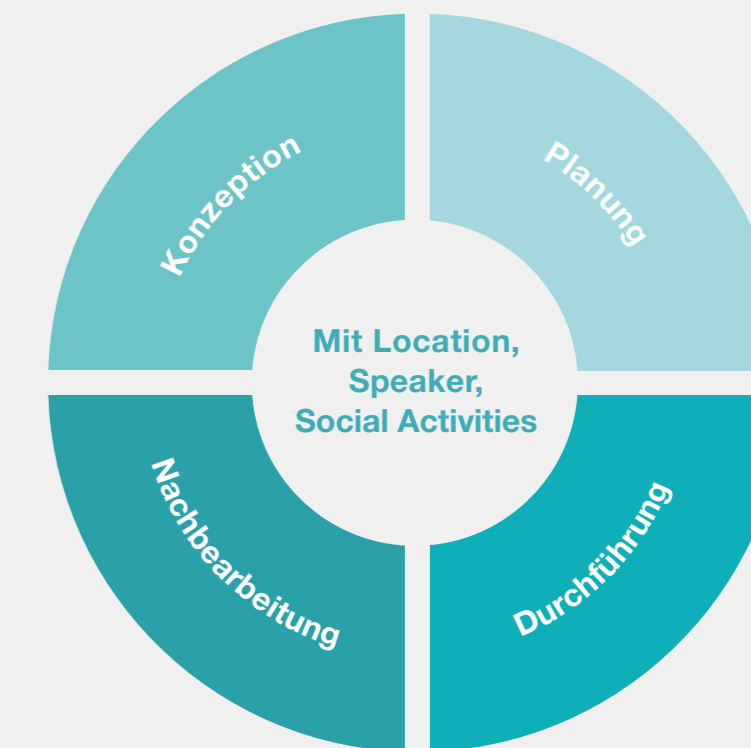 Konzeption
Planung
Mit Location,
Speaker,
Social Activities
Nachbearbeitung
Durchführung